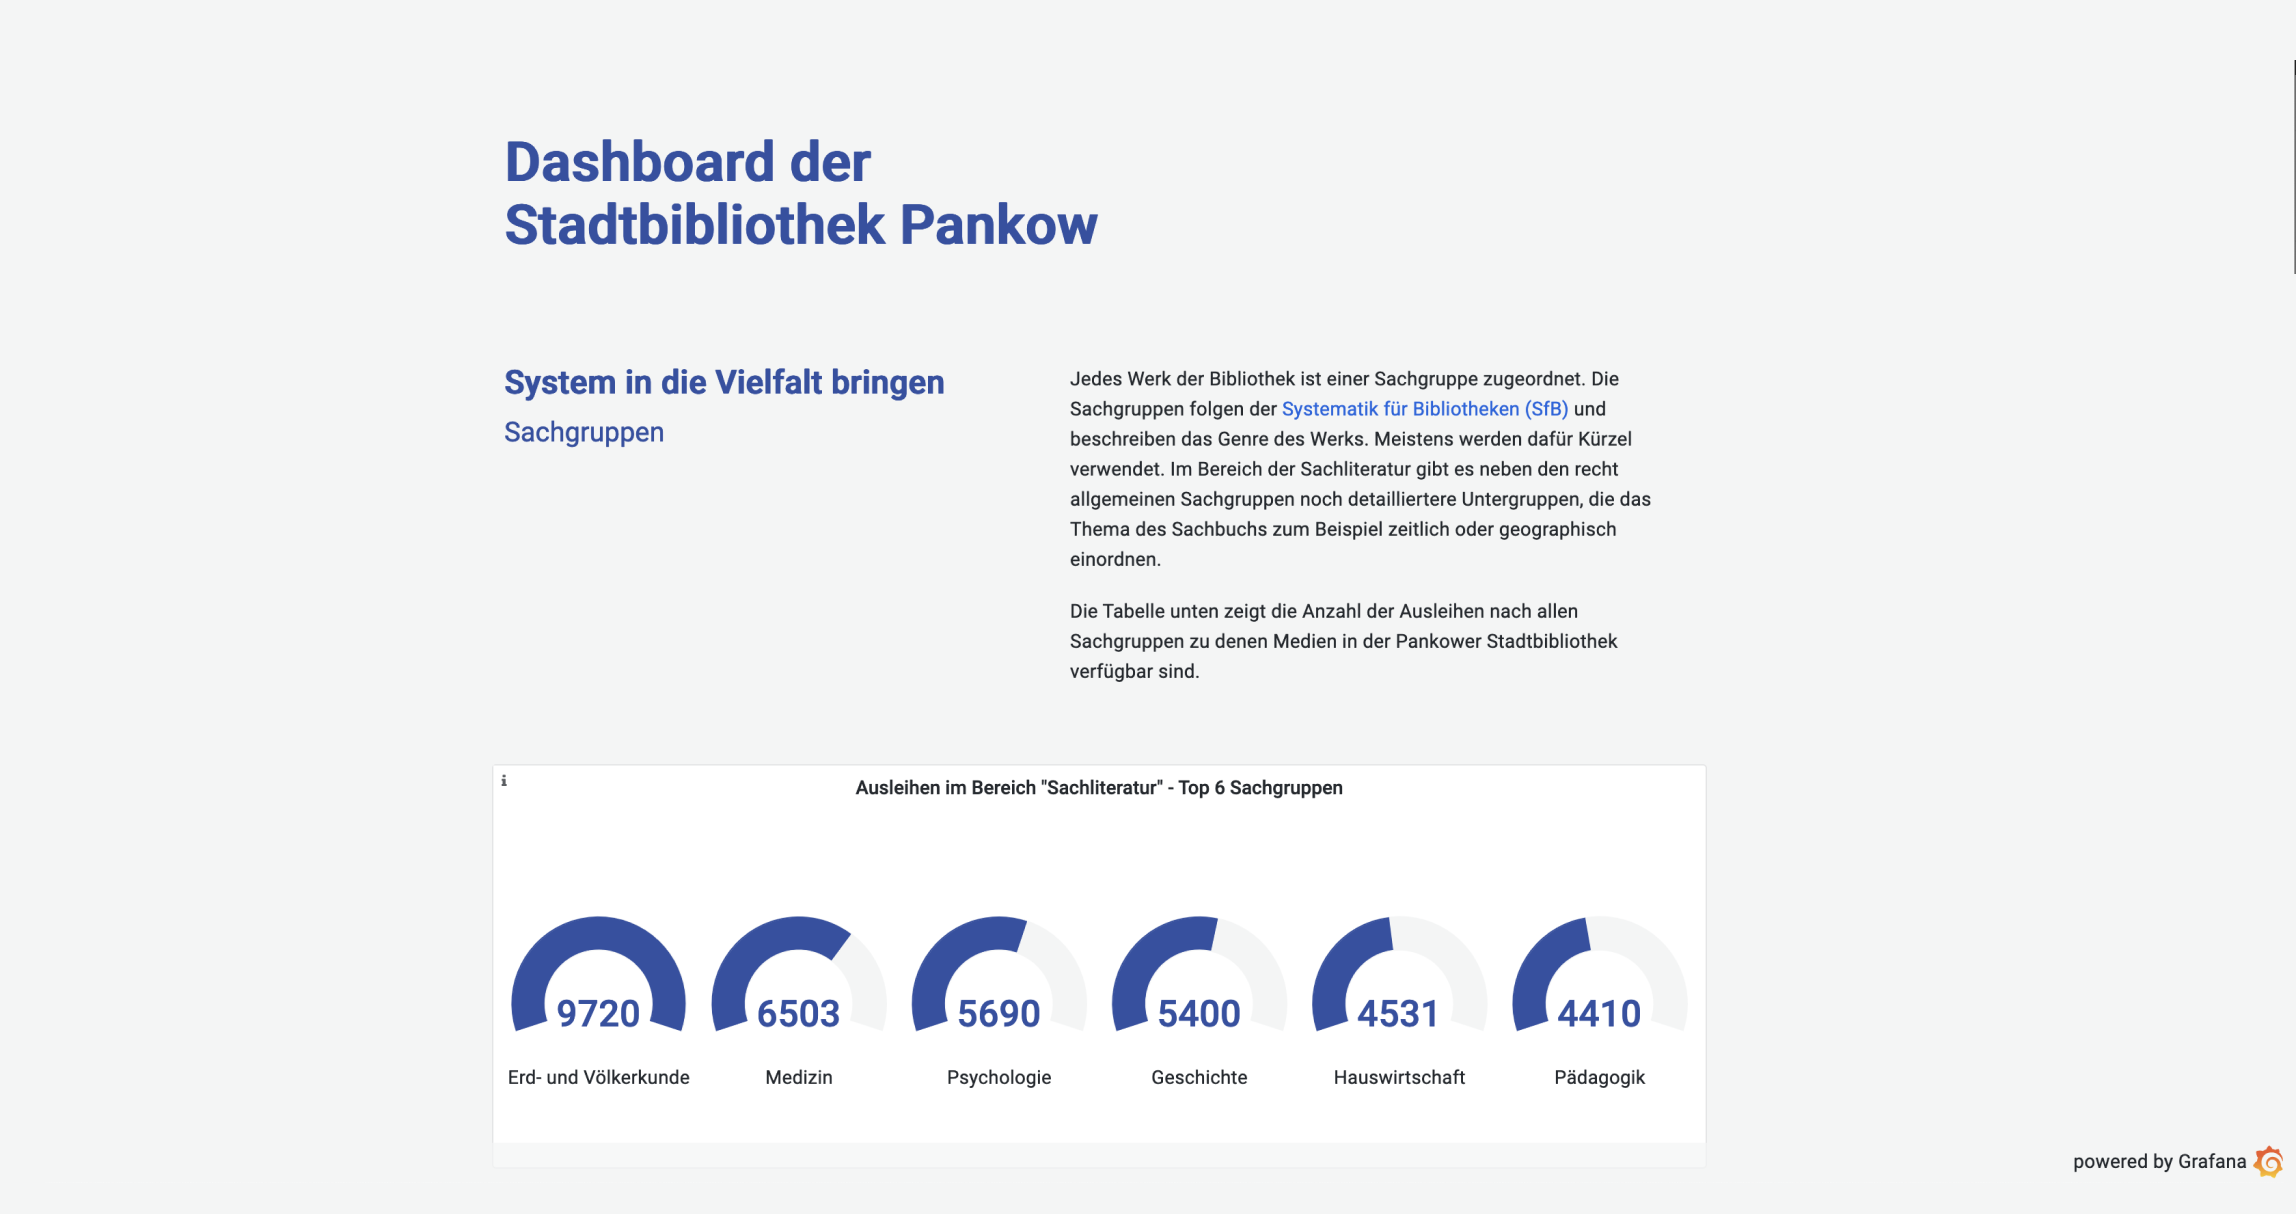 Dashboard der
Stadtbibliothek Pankow
System in die Vielfalt bringen
Sachgruppen
Jedes Werk der Bibliothek ist einer Sachgruppe zugeordnet. Die
Sachgruppen folgen der Systematik für Bibliotheken (SfB) und
beschreiben das Genre des Werks. Meistens werden dafür Kürzel
verwendet. Im Bereich der Sachliteratur gibt es neben den recht
allgemeinen Sachgruppen noch detailliertere Untergruppen, die das
Thema des Sachbuchs zum Beispiel zeitlich oder geographisch
einordnen.
Die Tabelle unten zeigt die Anzahl der Ausleihen nach allen
Sachgruppen zu denen Medien in der Pankower Stadtbibliothek
verfügbar sind.
i
Ausleihen im Bereich "Sachliteratur" - Top 6 Sachgruppen
9720 6503 5690 5400 4531 4410
Erd- und Völkerkunde Medizin Psychologie Geschichte Hauswirtschaft Pädagogik
powered by Grafana